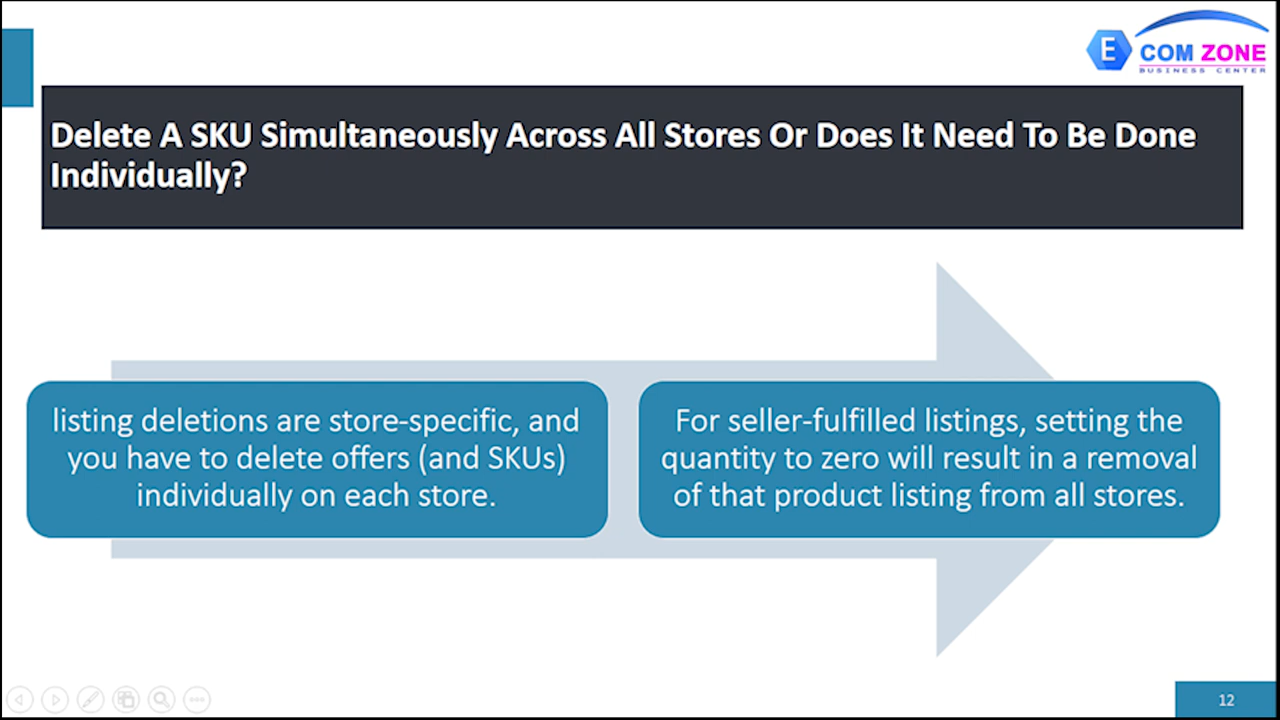 E
COM ZONE
BUSINESS CENTER
Delete A SKU Simultaneously Across All Stores Or Does It Need To Be Done
Individually?
listing deletions are store-specific, and
you have to delete offers (and SKUs)
individually on each store.
For seller-fulfilled listings, setting the
quantity to zero will result in a removal
of that product listing from all stores.
12